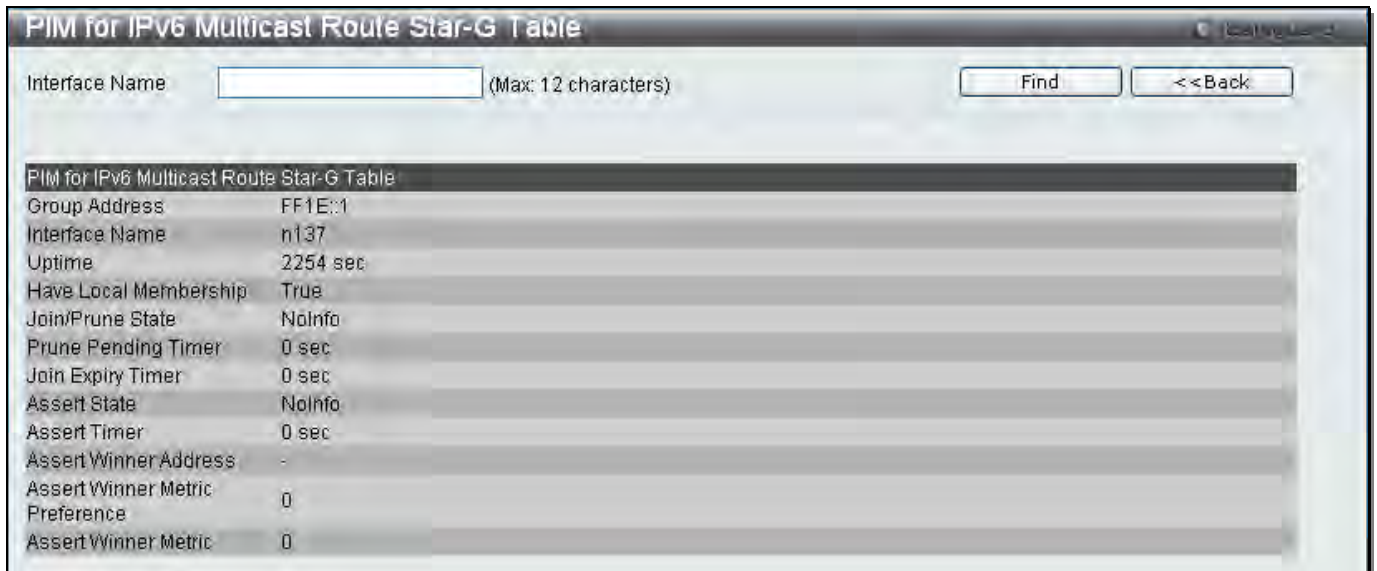 PIM for IPv6 Multicast Route Star-G Table
Interface Name (Max: 12 characters) Find <<Back
PIM for IPv6 Multicast Route Star-G Table
Group Address FF1E::1
Interface Name n137
Uptime 2254 sec
Have Local Membership True
Join/Prune State NoInfo
Prune Pending Timer 0 sec
Join Expiry Timer 0 sec
Assert State NoInfo
Assert Timer 0 sec
Assert Winner Address -
Assert Winner Metric
Preference 0
Assert Winner Metric 0